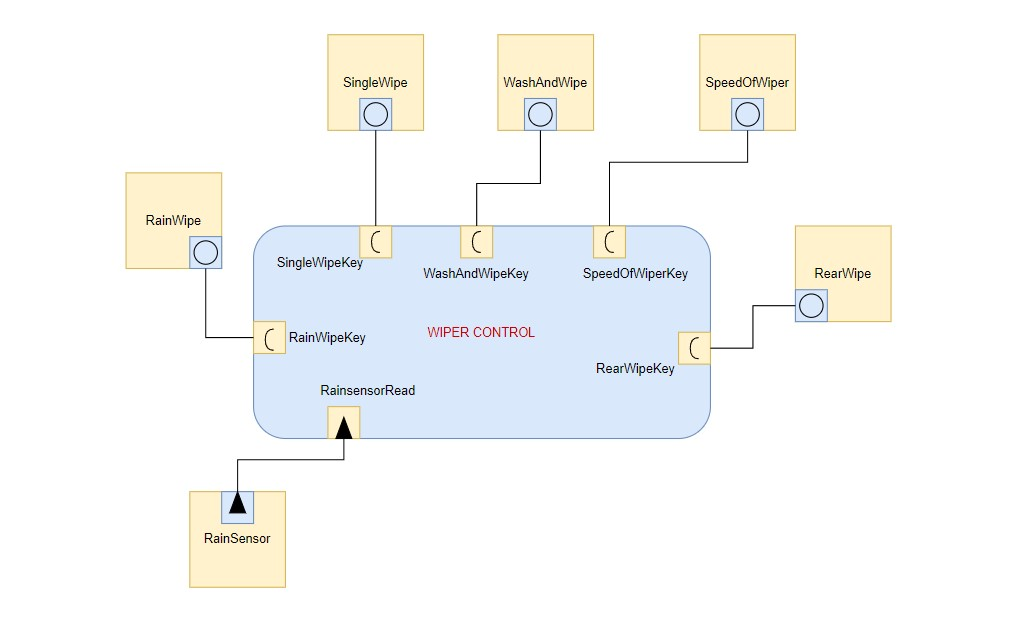 SingleWipe
WashAndWipe
SpeedOfWiper
RainWipe
SingleWipeKey
WashAndWipeKey
SpeedOfWiperKey
RearWipe
WIPER CONTROL
RainWipeKey
RearWipeKey
RainsensorRead
RainSensor